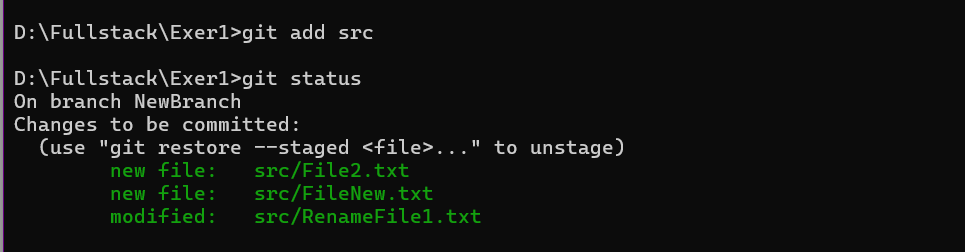 D:\Fullstack\Exer1>git add src
D:\Fullstack\Exer1>git status
On branch NewBranch
Changes to be committed:
  (use "git restore --staged <file>..." to unstage)
        new file:   src/File2.txt
        new file:   src/FileNew.txt
        modified:   src/RenameFile1.txt